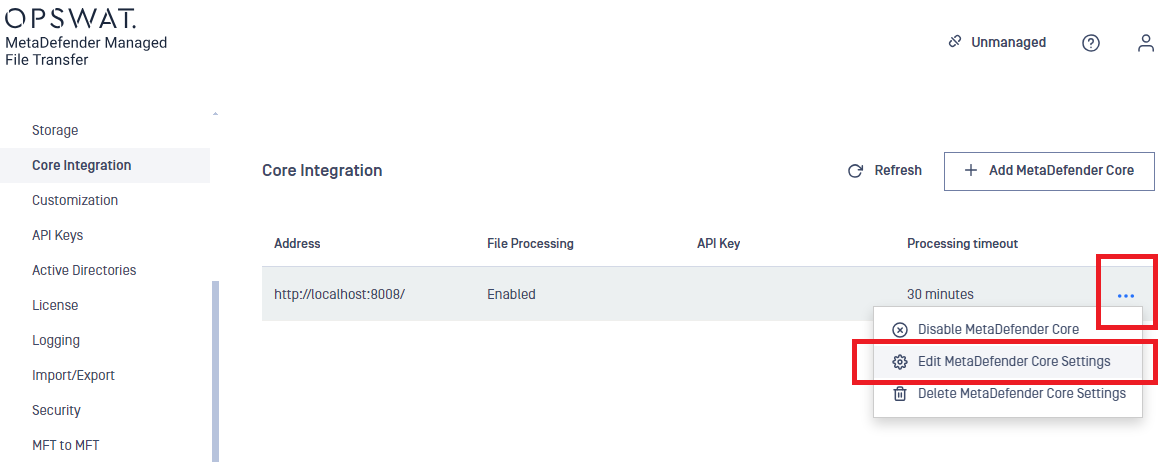 OPSWAT.
MetaDefender Managed
File Transfer
Unmanaged
Storage
Core Integration
Customization
API Keys
Active Directories
License
Logging
Import/Export
Security
MFT to MFT
Core Integration
Refresh
Add MetaDefender Core
Address File Processing API Key Processing timeout
http://localhost:8008/ Enabled 30 minutes
Disable MetaDefender Core
Edit MetaDefender Core Settings
Delete MetaDefender Core Settings